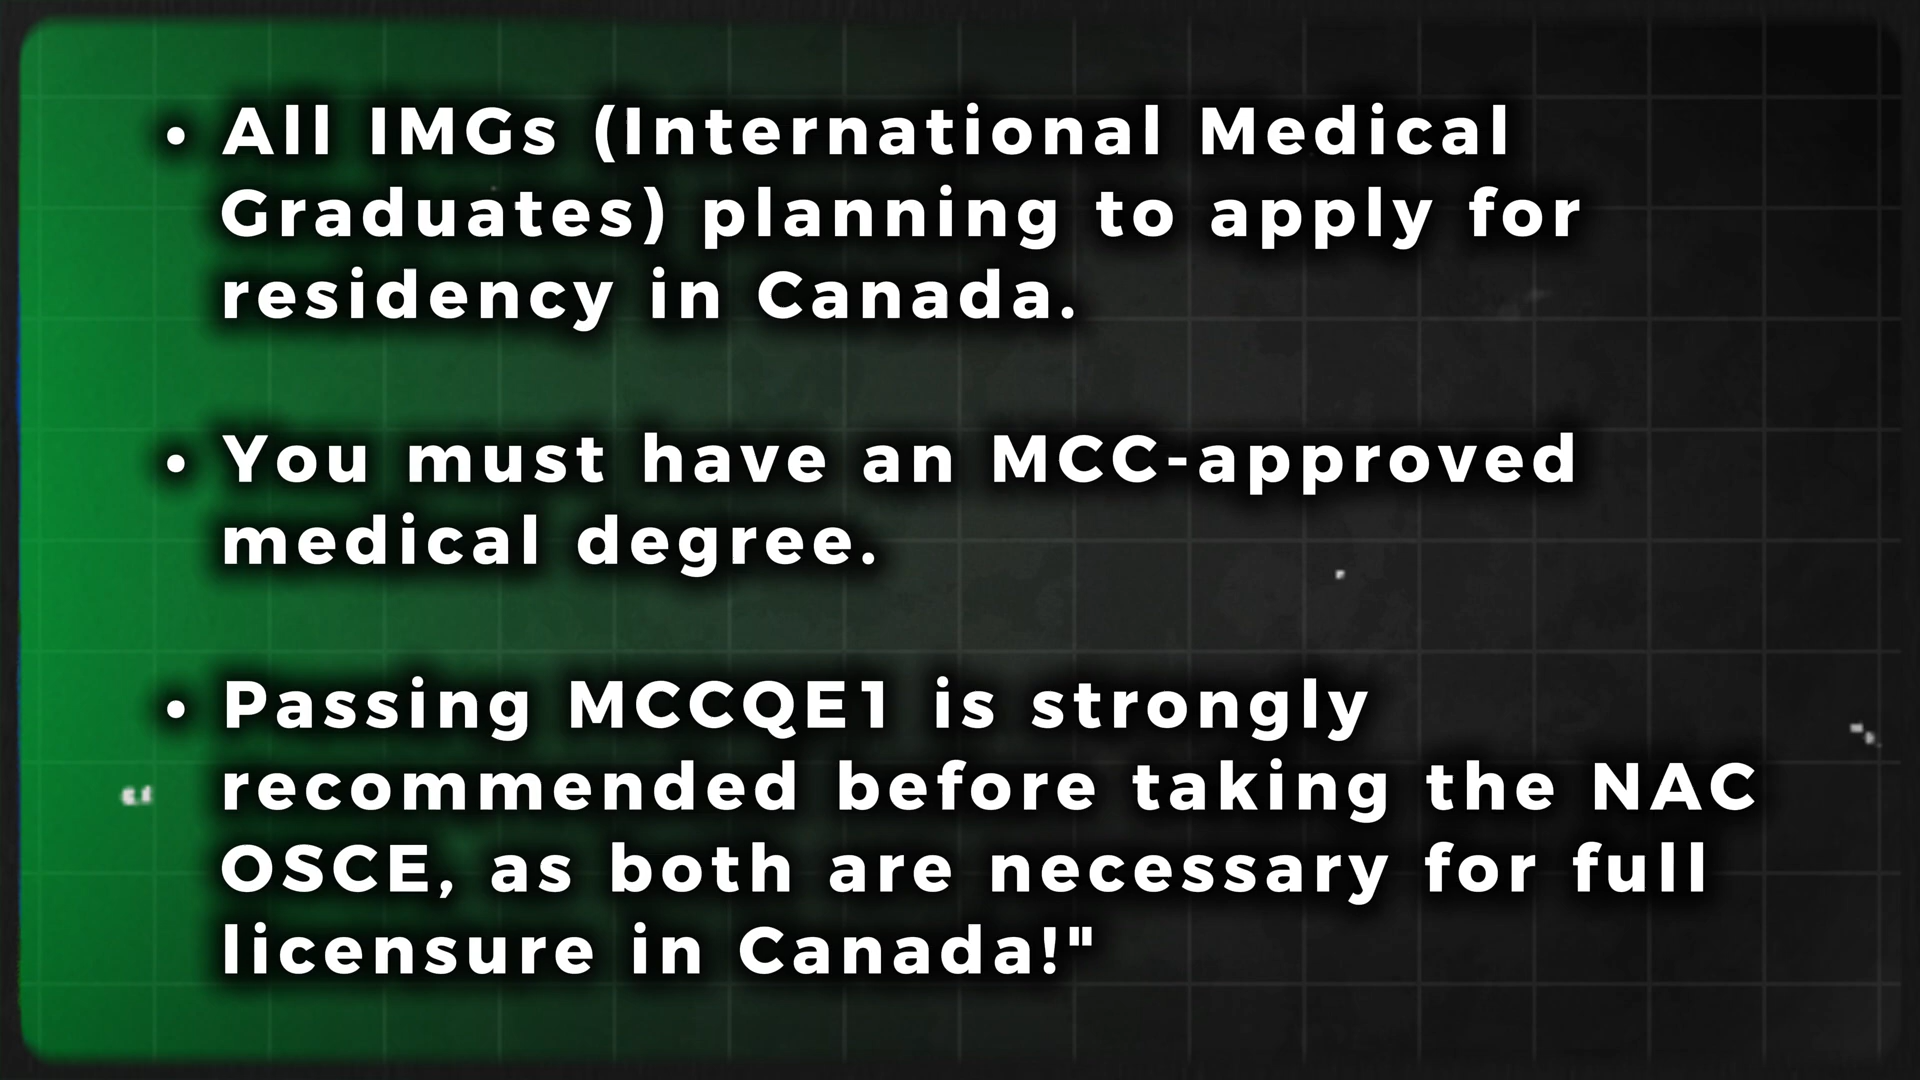 • All IMGs (International Medical
Graduates) planning to apply for
residency in Canada.
• You must have an MCC-approved
medical degree.
• Passing MCCQE1 is strongly
recommended before taking the NAC
OSCE, as both are necessary for full
licensure in Canada!"